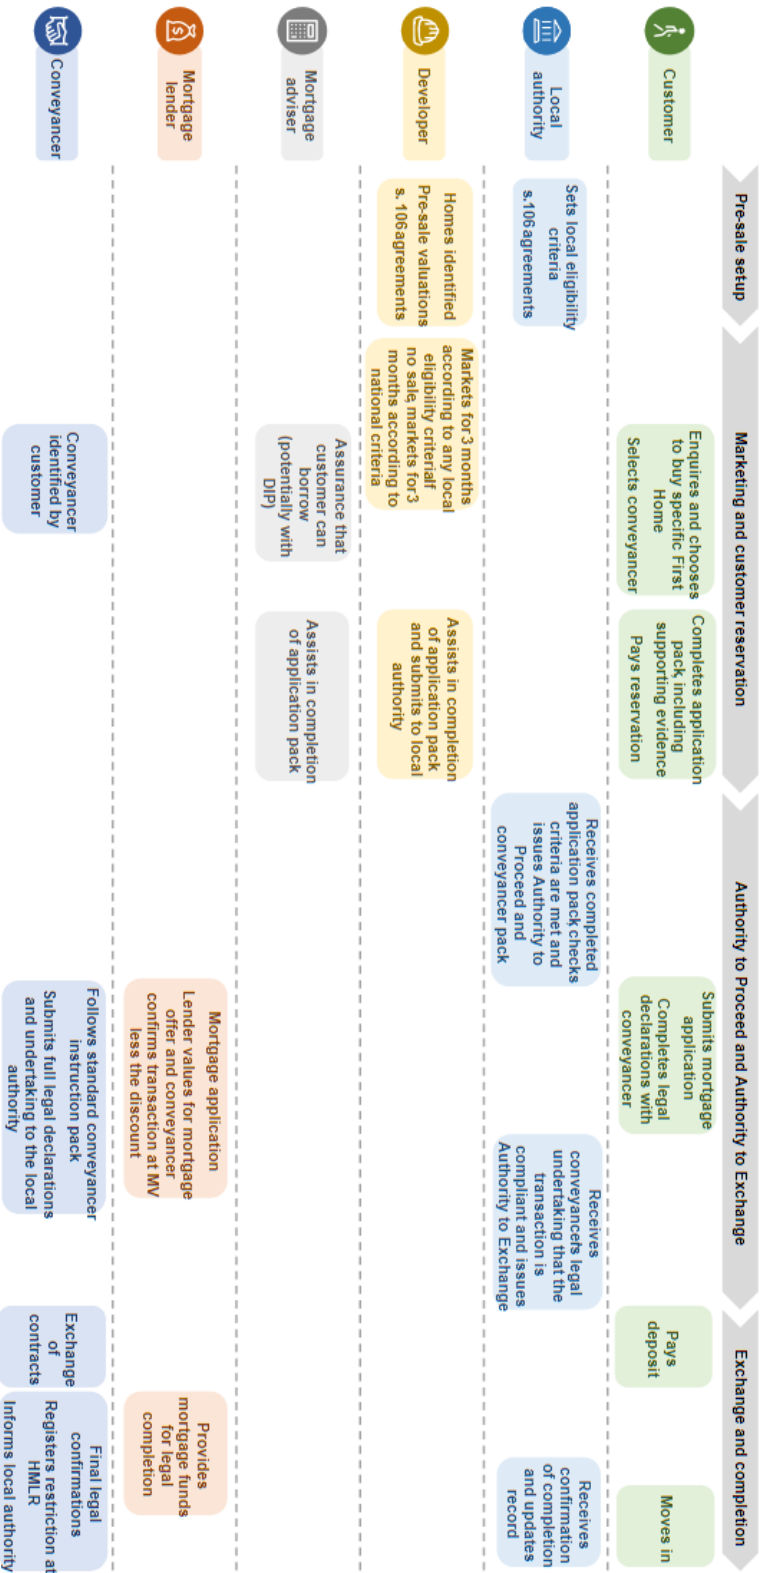 Pre-sale setup
Marketing and customer reservation
Authority to Proceed and Authority to Exchange
Exchange and completion
Customer
Enquires and chooses
to buy specific First
Home
Selects conveyancer
Completes application
pack, including
supporting evidence
Pays reservation
Submits mortgage
application
Completes legal
declarations with
conveyancer
Pays
deposit
Moves in
Local
authority
Sets local eligibility
criteria
s.106agreements
Receives completed
application pack, checks
criteria are met and
issues Authority to
Proceed and
conveyancer pack
Receives
conveyancer's legal
undertaking that the
transaction is
compliant and issues
Authority to Exchange
Receives
confirmation
of completion
and updates
record
Developer
Homes identified
Pre-sale valuations
s. 106agreements
Markets for3 months
according to any local
eligibility criteriaIf
no sale, markets for3
months according to
national criteria
Assists in completion
of application pack
and submits to local
authority
Mortgage
adviser
Assurance that
customer can
borrow
(potentially with
DIP)
Assists in completion
of application pack
Mortgage
lender
Mortgage application
Lender values for mortgage
offer and conveyancer
confirms transaction at MV
less the discount
Provides
mortgage funds
for legal
completion
Conveyancer
Conveyancer
identified by
customer
Follows standard conveyancer
instruction pack
Submits full legal declarations
and undertaking to the local
authority
Exchange
of
contracts
Final legal
confirmations
Registers restriction at
HMLR
Informs local authority